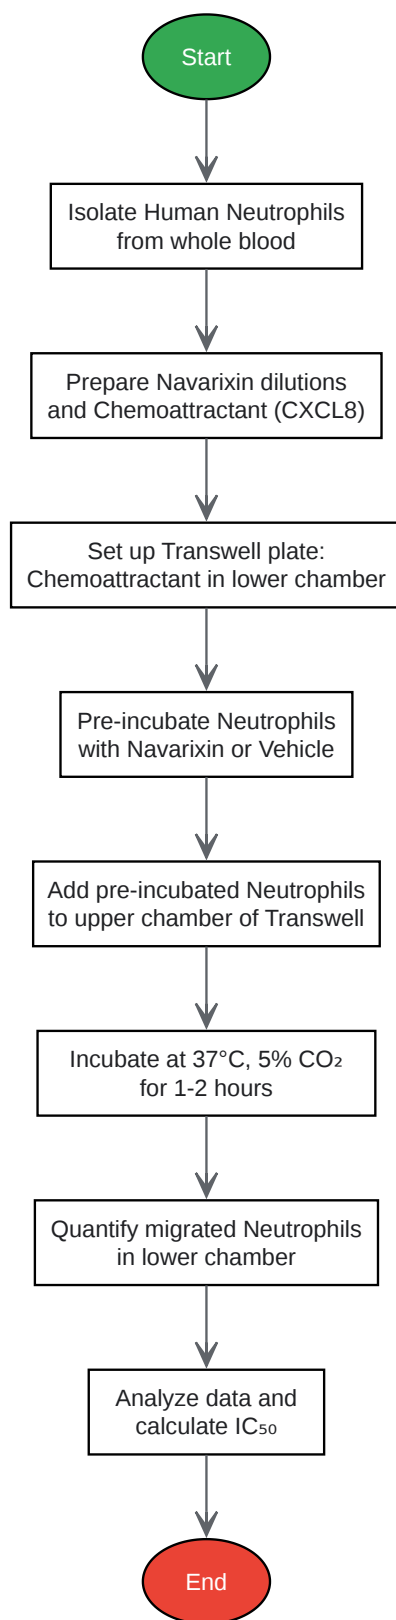 Start
Isolate Human Neutrophils
from whole blood
Prepare Navarixin dilutions
and Chemoattractant (CXCL8)
Set up Transwell plate:
Chemoattractant in lower chamber
Pre-incubate Neutrophils
with Navarixin or Vehicle
Add pre-incubated Neutrophils
to upper chamber of Transwell
Incubate at 37°C, 5% CO₂
for 1-2 hours
Quantify migrated Neutrophils
in lower chamber
Analyze data and
calculate IC₅₀
End